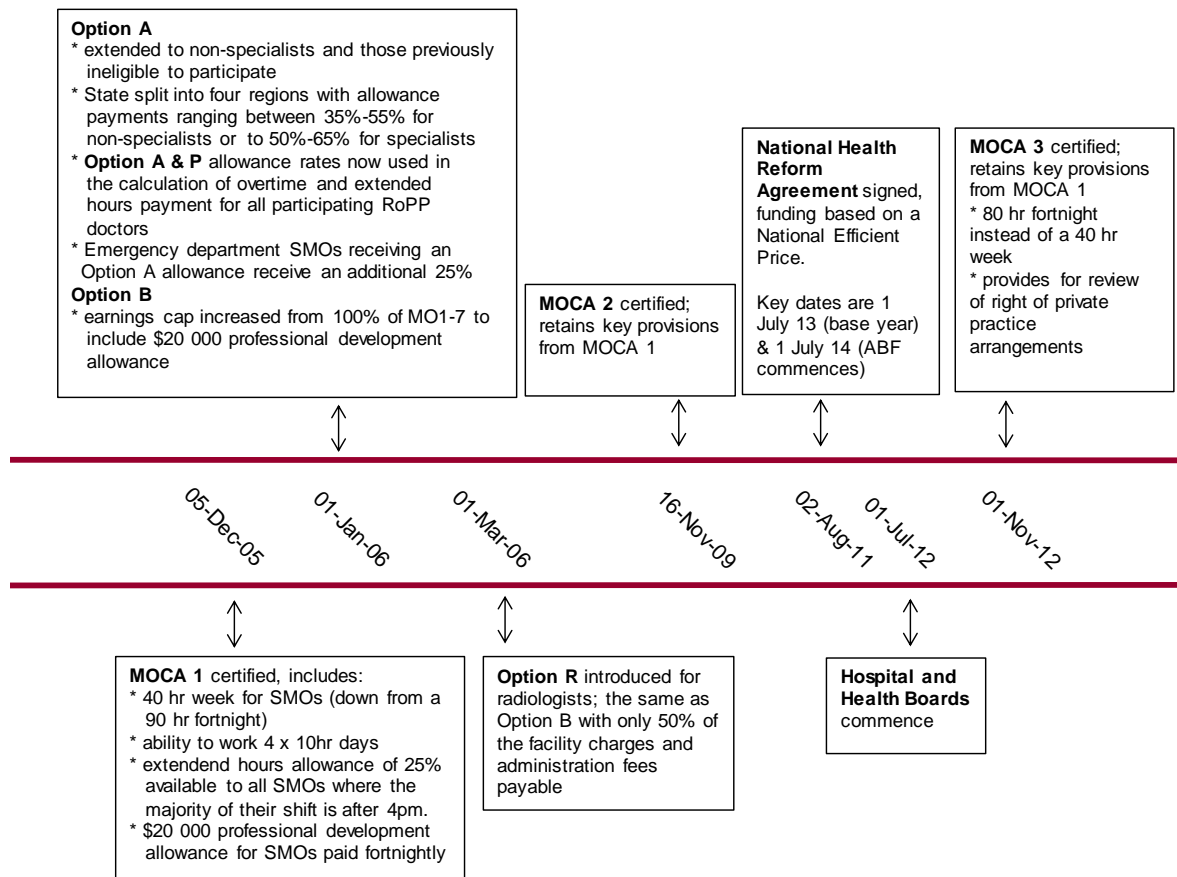 Option A
* extended to non-specialists and those previously
ineligible to participate
* State split into four regions with allowance
payments ranging between 35%-55% for
non-specialists or to 50%-65% for specialists
* Option A & P allowance rates now used in
the calculation of overtime and extended
hours payment for all participating RoPP
doctors
* Emergency department SMOs receiving an
Option A allowance receive an additional 25%
Option B
* earnings cap increased from 100% of MO1-7 to
include $20 000 professional development
allowance
MOCA 2 certified;
retains key provisions
from MOCA 1
National Health
Reform
Agreement signed,
funding based on a
National Efficient
Price.
Key dates are 1
July 13 (base year)
& 1 July 14 (ABF
commences)
MOCA 3 certified;
retains key provisions
from MOCA 1
* 80 hr fortnight
instead of a 40 hr
week
* provides for review
of right of private
practice
arrangements
05-Dec-05
01-Jan-06
01-Mar-06
16-Nov-09
02-Aug-11
01-Jul-12
01-Nov-12
MOCA 1 certified, includes:
* 40 hr week for SMOs (down from a
90 hr fortnight)
* ability to work 4 x 10hr days
* extendend hours allowance of 25%
available to all SMOs where the
majority of their shift is after 4pm.
* $20 000 professional development
allowance for SMOs paid fortnightly
Option R introduced for
radiologists; the same as
Option B with only 50% of
the facility charges and
administration fees
payable
Hospital and
Health Boards
commence